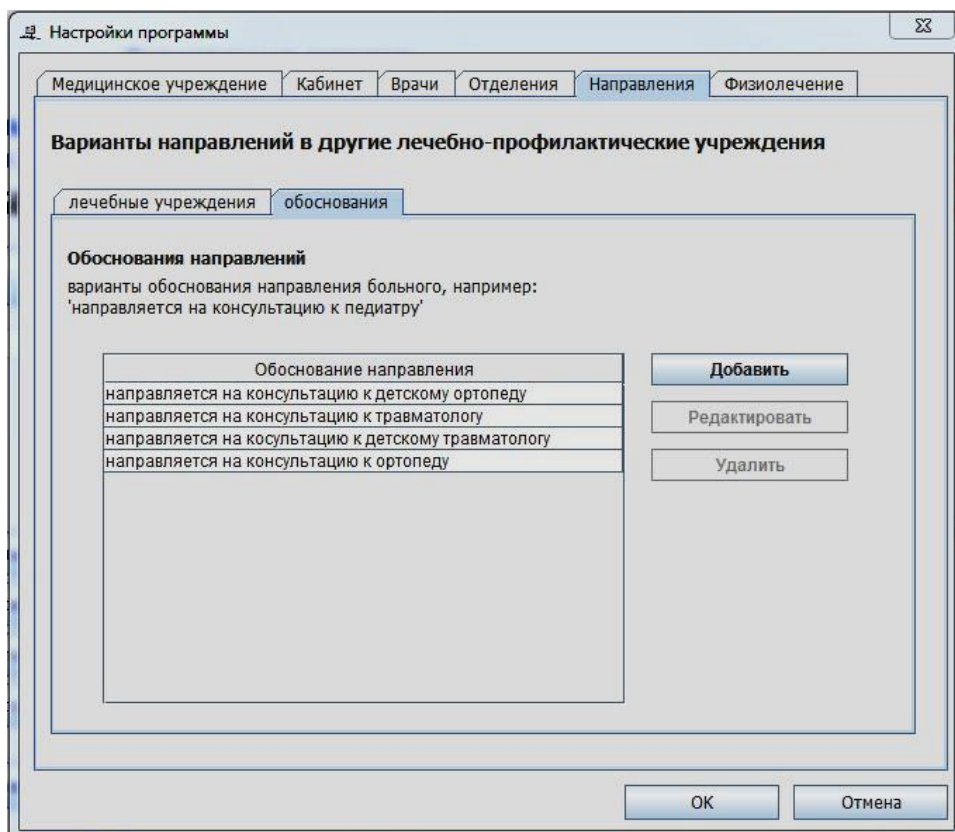 Настройки программы
Медицинское учреждение Кабинет Врачи Отделения Направления Физиолечение
Варианты направлений в другие лечебно-профилактические учреждения
лечебные учреждения обоснования
Обоснования направлений
варианты обоснования направления больного, например:
'направляется на консультацию к педиатру'
Обоснование направления
направляется на консультацию к детскому ортопеду
направляется на консультацию к травматологу
направляется на косультацию к детскому травматологу
направляется на консультацию к ортопеду
Добавить
Редактировать
Удалить
OK Отмена